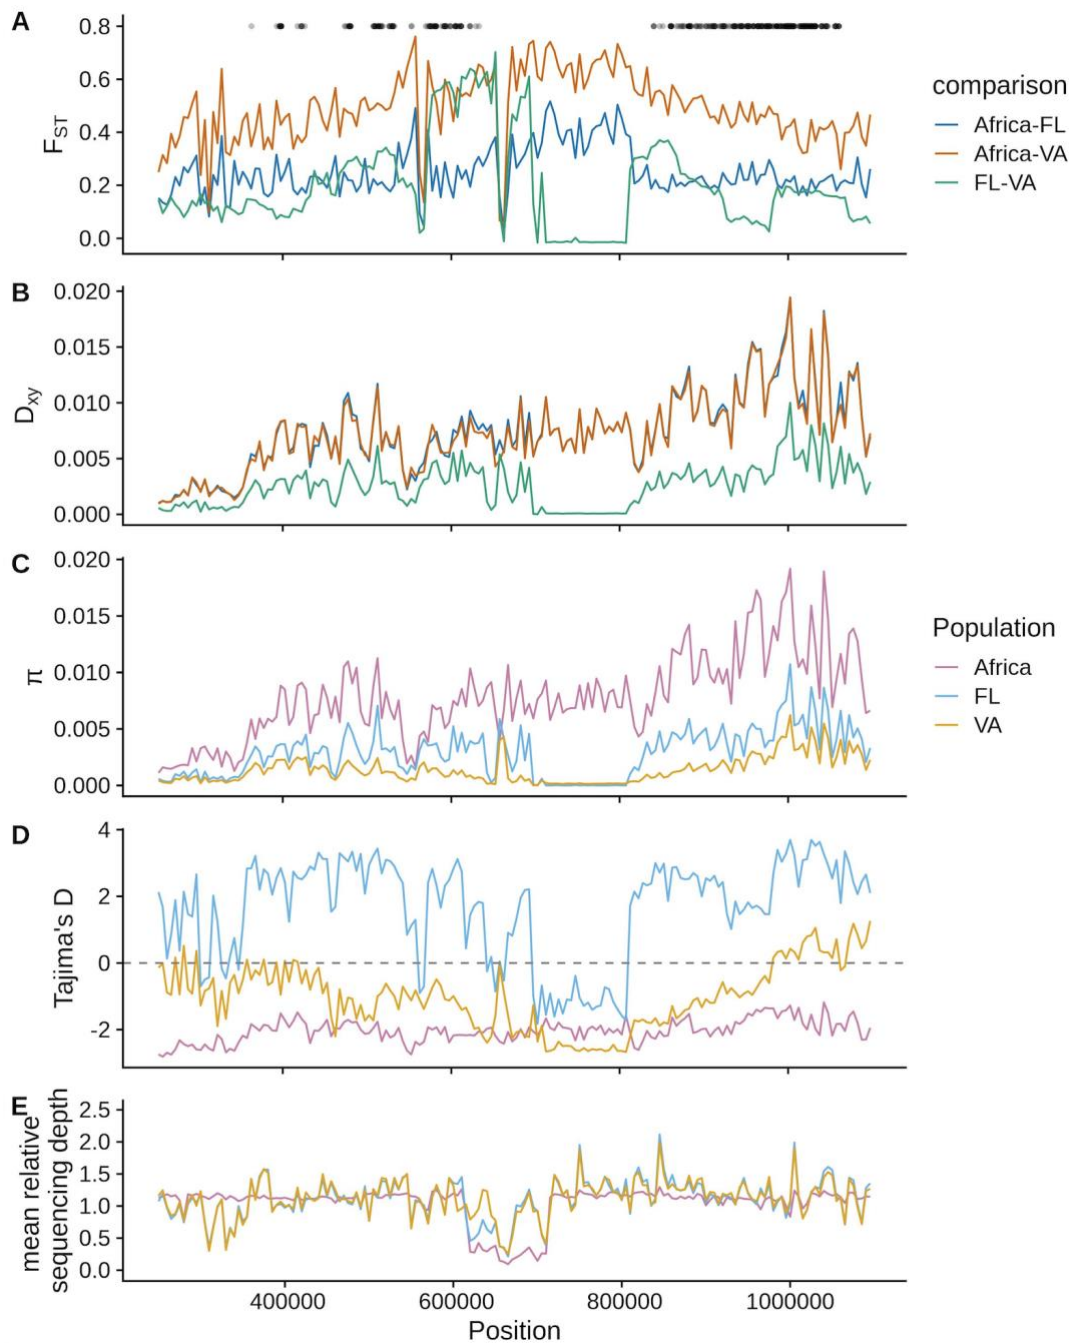 A
0.8
0.6
0.4
0.2
0.0
FST
comparison
Africa-FL
Africa-VA
FL-VA
B
0.020
0.015
0.010
0.005
0.000
Dxy
C
0.020
0.015
0.010
0.005
0.000
π
Population
Africa
FL
VA
D
4
2
0
-2
Tajima's D
E
2.5
2.0
1.5
1.0
0.5
0.0
mean relative
sequencing depth
400000 600000 800000 1000000
Position